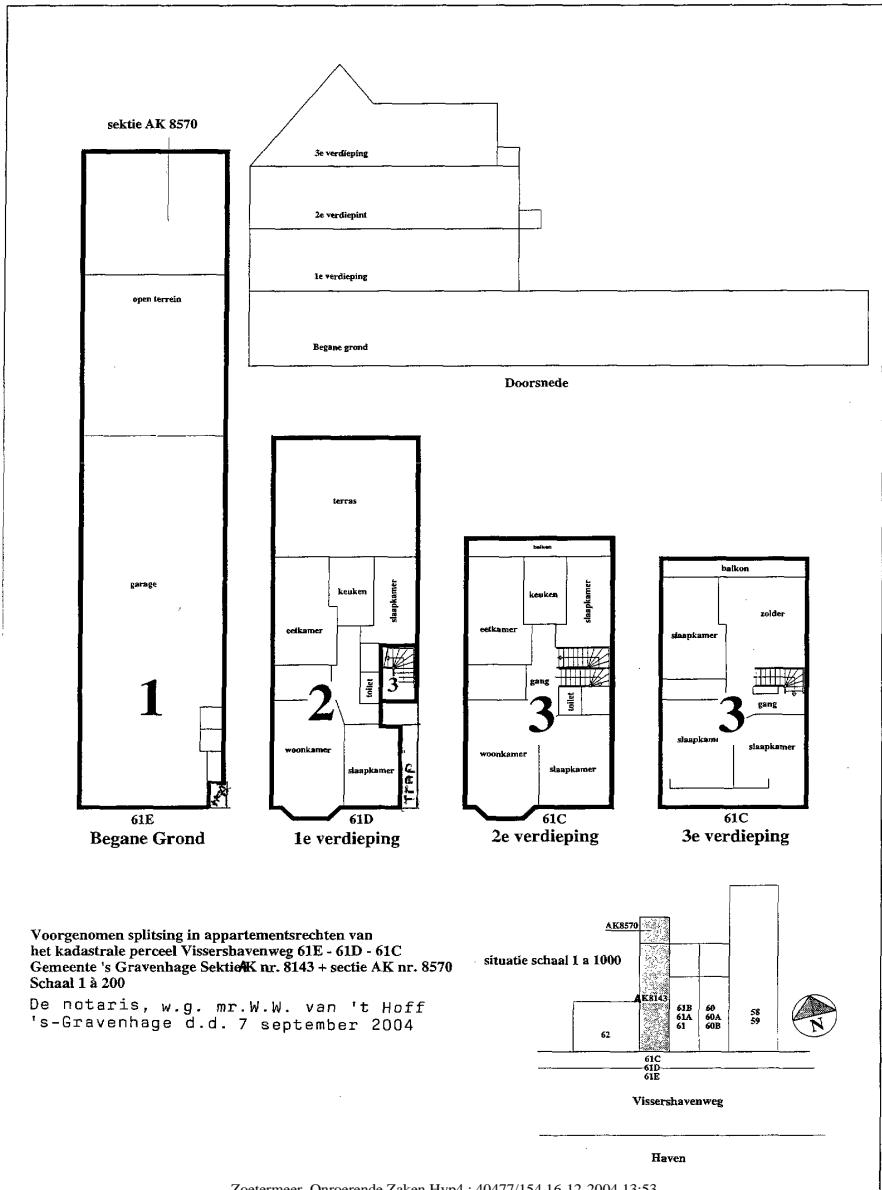 sektie AK 8570
3e verdieping
2e verdiepint
1e verdieping
Begane grond
Doorsnede
open terrein
garage
1
61E
Begane Grond
terras
keuken
slaapkamer
eetkamer
3
toilet
2
woonkamer
slaapkamer
trap
61D
1e verdieping
balkon
keuken
slaapkamer
eetkamer
gang
3
toilet
woonkamer
slaapkamer
61C
2e verdieping
balkon
zolder
slaapkamer
3
gang
slaapkame
slaapkamer
61C
3e verdieping
Voorgenomen splitsing in appartementsrechten van
het kadastrale perceel Vissershavenweg 61E - 61D - 61C
Gemeente 's Gravenhage Sektie AK nr. 8143 + sectie AK nr. 8570
Schaal 1 à 200
De notaris, w.g. mr.W.W. van 't Hoff
's-Gravenhage d.d. 7 september 2004
situatie schaal 1 a 1000
AK8570
AK8143
62
61B
61A
61
60
60A
60B
58
59
N
61C
61D
61E
Vissershavenweg
Haven
Zoetermeer Onroerende Zaken Hyp4 : 40477/154 16-12-2004 13:53